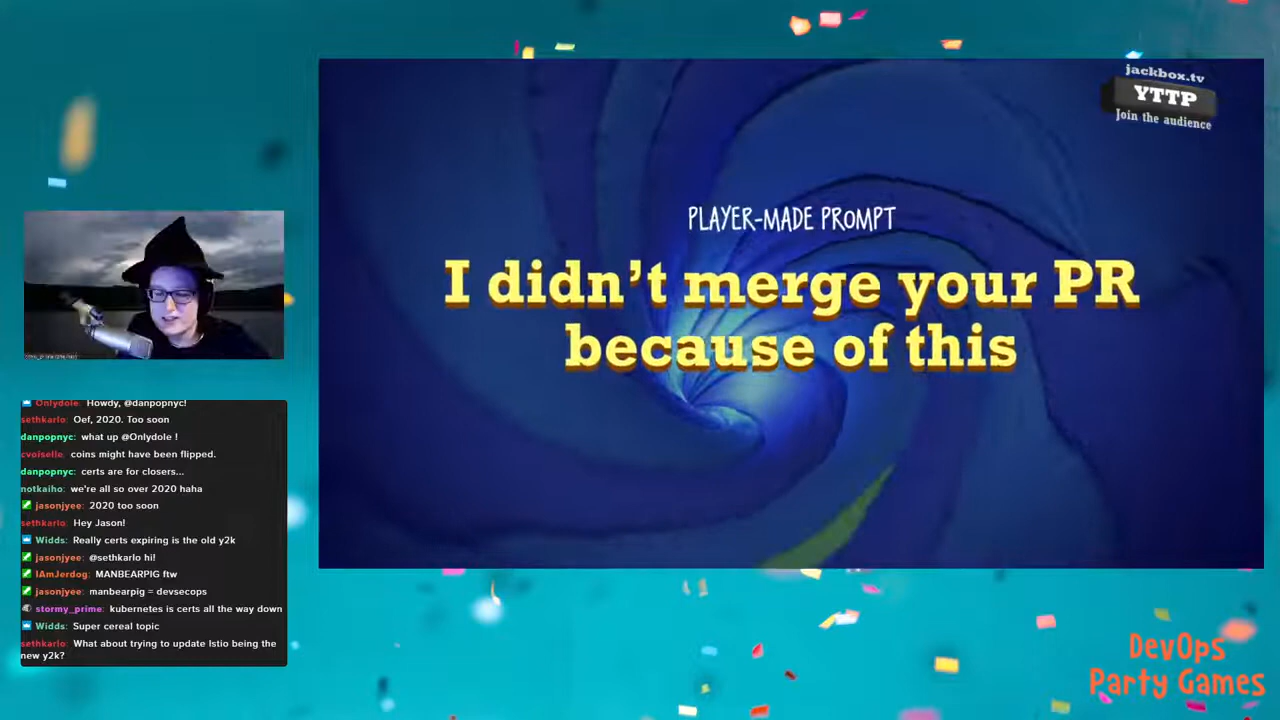 jackbox.tv
YTTP
Join the audience
PLAYER-MADE PROMPT
I didn't merge your PR
because of this
Onlydole: Howdy, @danpopnyc!
sethkarlo: Oef, 2020. Too soon
danpopnyc: what up @Onlydole !
cvoiselle: coins might have been flipped.
danpopnyc: certs are for closers...
notkaiho: we're all so over 2020 haha
jasonjyee: 2020 too soon
sethkarlo: Hey Jason!
Widds: Really certs expiring is the old y2k
jasonjyee: @sethkarlo hi!
IAmJerdog: MANBEARPIG ftw
jasonjyee: manbearpig = devsecops
stormy_prime: kubernetes is certs all the way down
Widds: Super cereal topic
sethkarlo: What about trying to update Istio being the
new y2k?
DevOps
Party Games